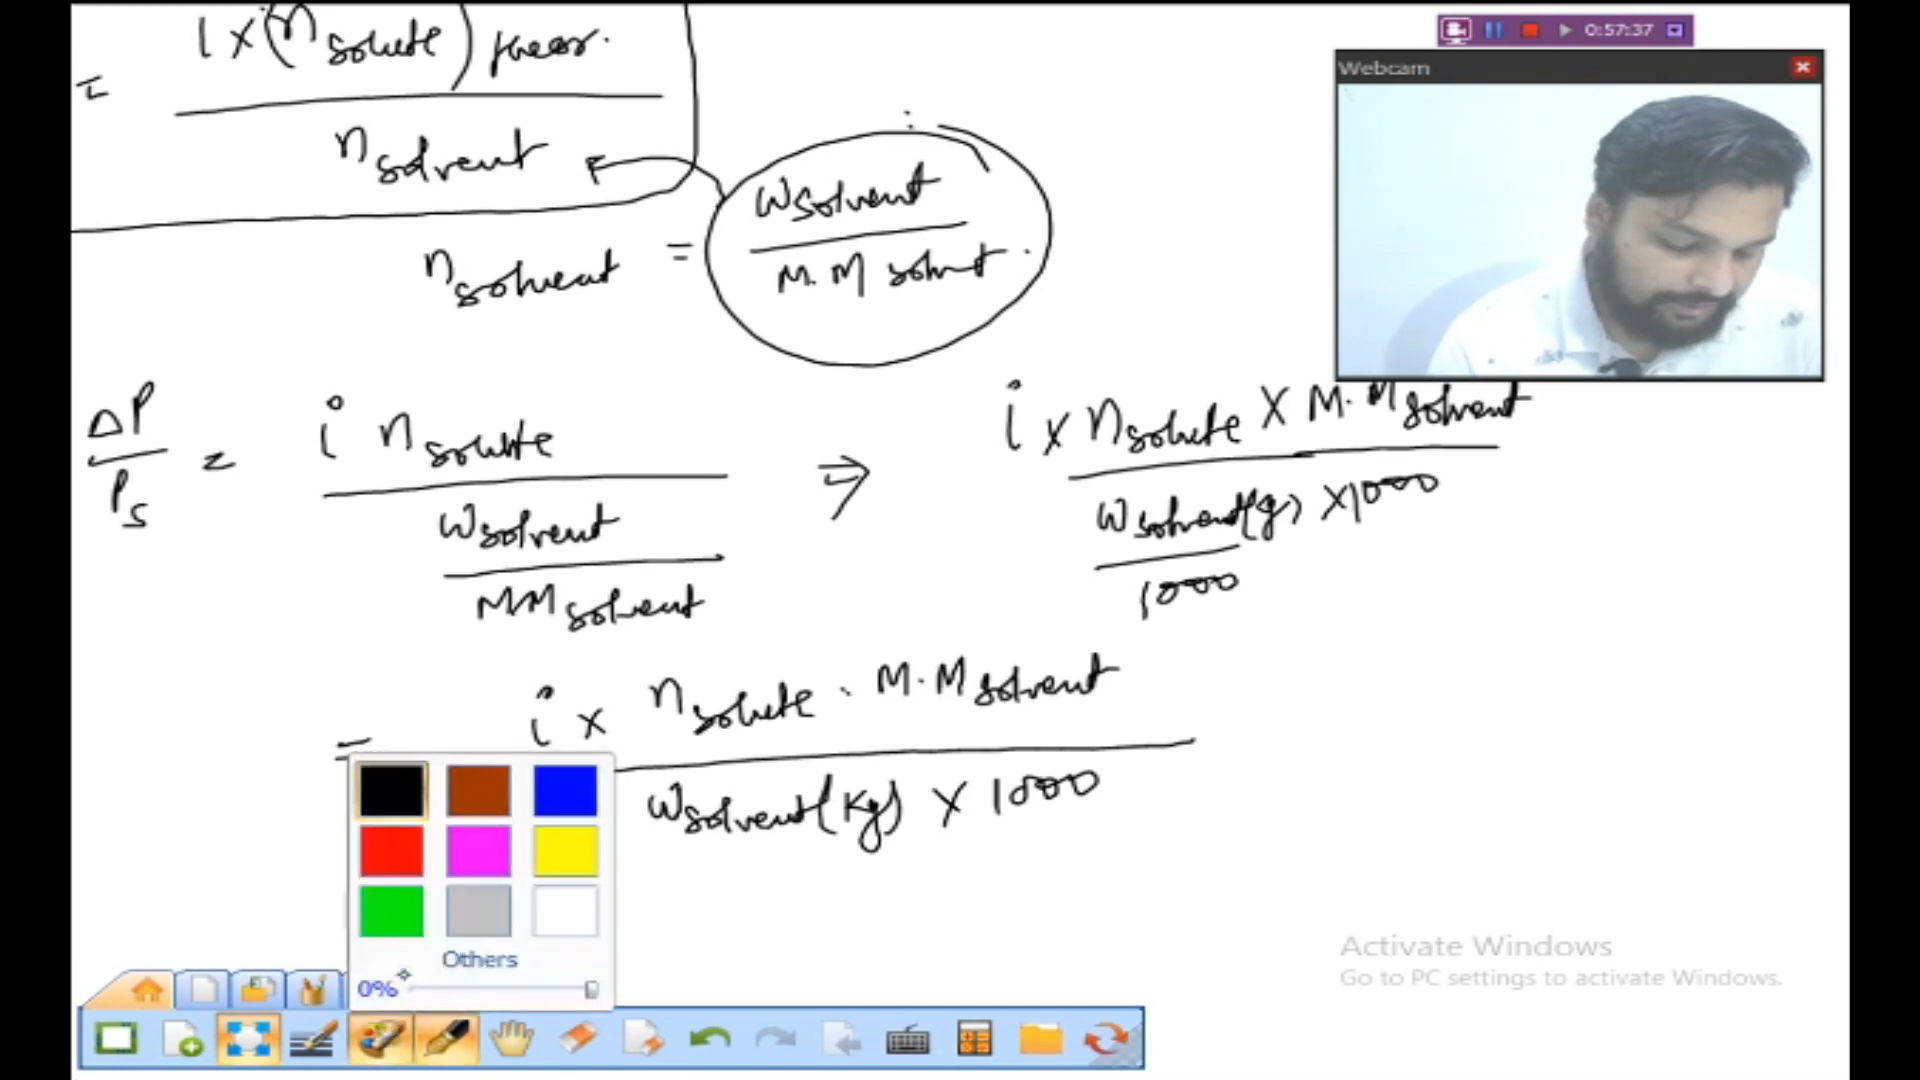 0:57:37
Webcam
= i x (n solute) theor.
n solvent
n solvent = w solvent / M.M solvent.
ΔP / Ps = i n solute / (w solvent / MM solvent) ⇒ i x n solute x M.M solvent / (w solvent(g) x 1000 / 1000)
= i x n solute . M.M solvent
w solvent(Kg) x 1000
Others
0%
Activate Windows
Go to PC settings to activate Windows.